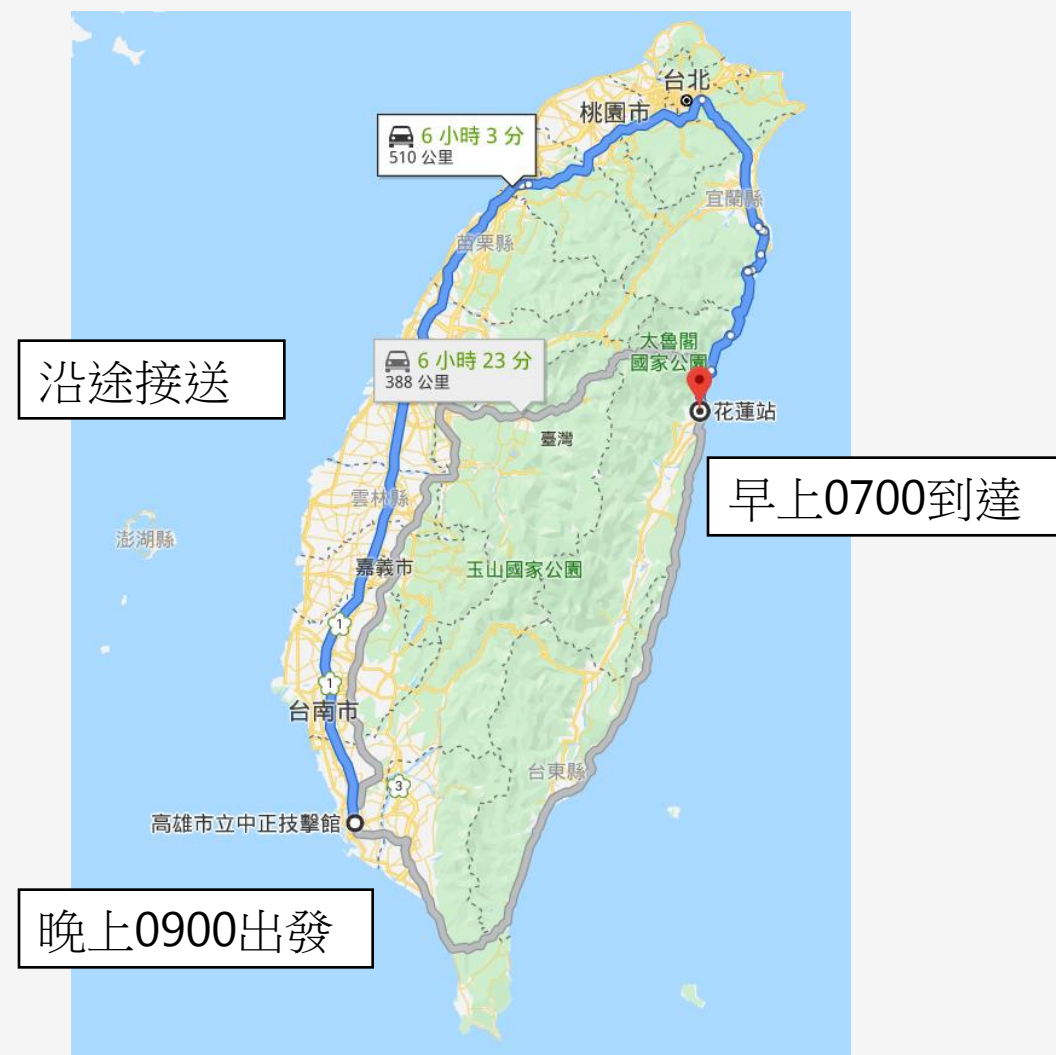 台北
桃園市
6 小時 3 分
510 公里
宜蘭縣
苗栗縣
太魯閣
國家公園
沿途接送
6 小時 23 分
388 公里
花蓮站
臺灣
早上0700到達
雲林縣
澎湖縣
嘉義市
玉山國家公園
1
1
台南市
台東縣
3
高雄市立中正技擊館
晚上0900出發